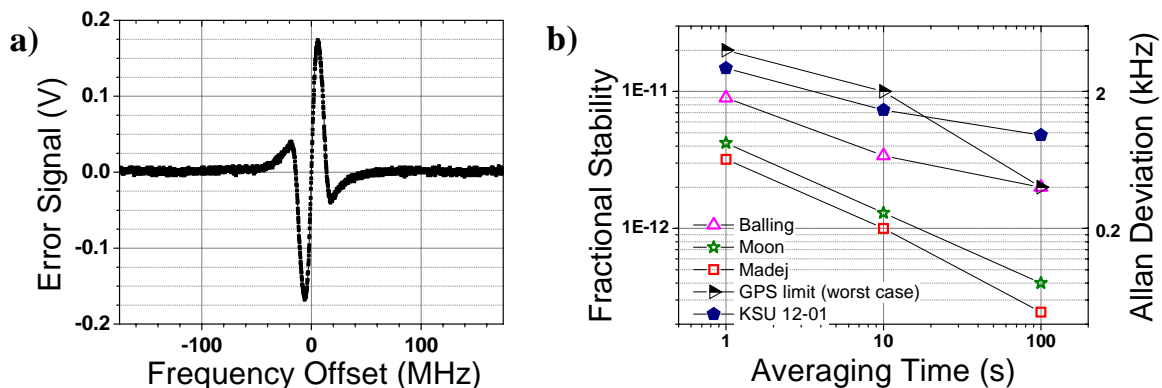 a)
0.2
0.1
0.0
-0.1
-0.2
Error Signal (V)
-100 0 100
Frequency Offset (MHz)
b)
Fractional Stability
1E-11
1E-12
Balling
Moon
Madej
GPS limit (worst case)
KSU 12-01
1 10 100
Averaging Time (s)
2
0.2
Allan Deviation (kHz)